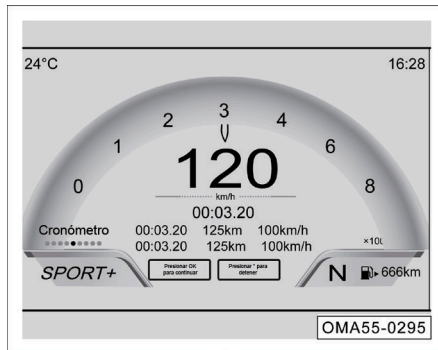 24°C 16:28
0 1 2 3 4 6 8
120
km/h
00:03.20
Cronómetro 00:03.20 125km 100km/h
00:03.20 125km 100km/h
SPORT+
Presionar OK
para continuar
Presionar * para
detener
N 666km
OMA55-0295